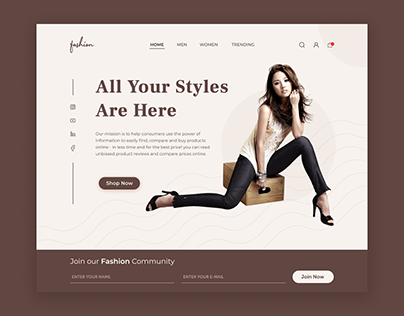 fashion
HOME MEN WOMEN TRENDING
All Your Styles
Are Here
Our mission is to help consumers use the power of
information to easily find, compare and buy products
online - in less time and for the best price! you can read
unbiased product reviews and compare prices online
Shop Now
Join our Fashion Community
ENTER YOUR NAME
ENTER YOUR E-MAIL
Join Now